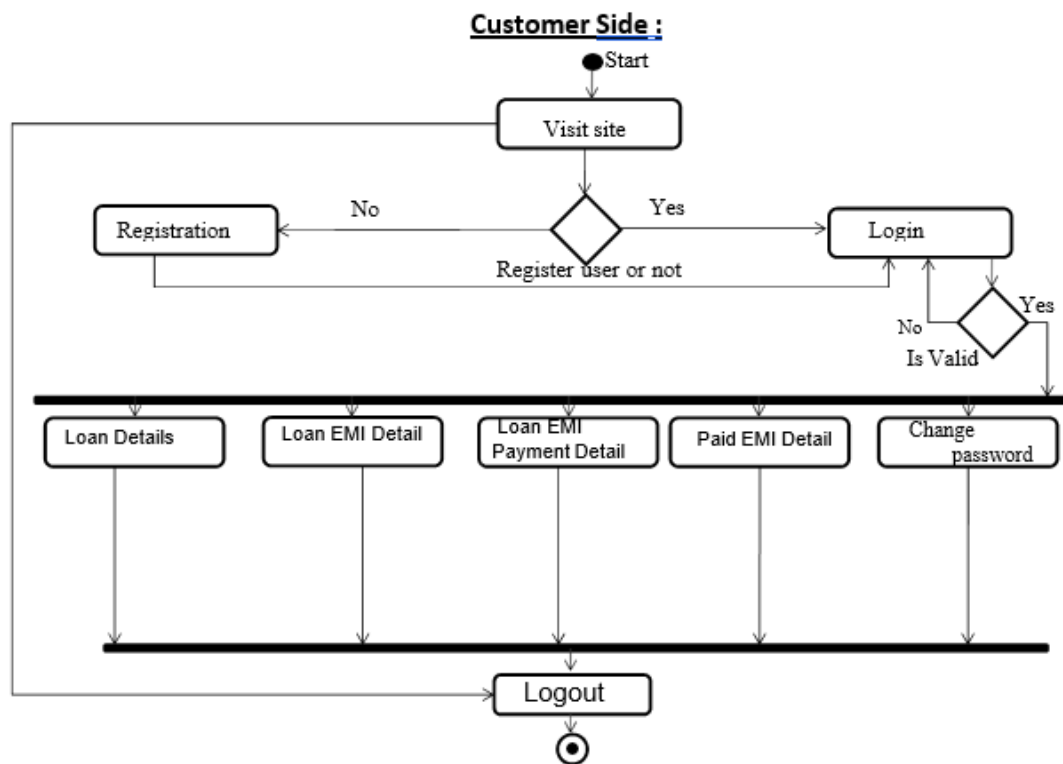 Customer Side :
Start
Visit site
No
Yes
Registration
Login
Register user or not
Yes
No
Is Valid
Loan Details
Loan EMI Detail
Loan EMI
Payment Detail
Paid EMI Detail
Change
password
Logout